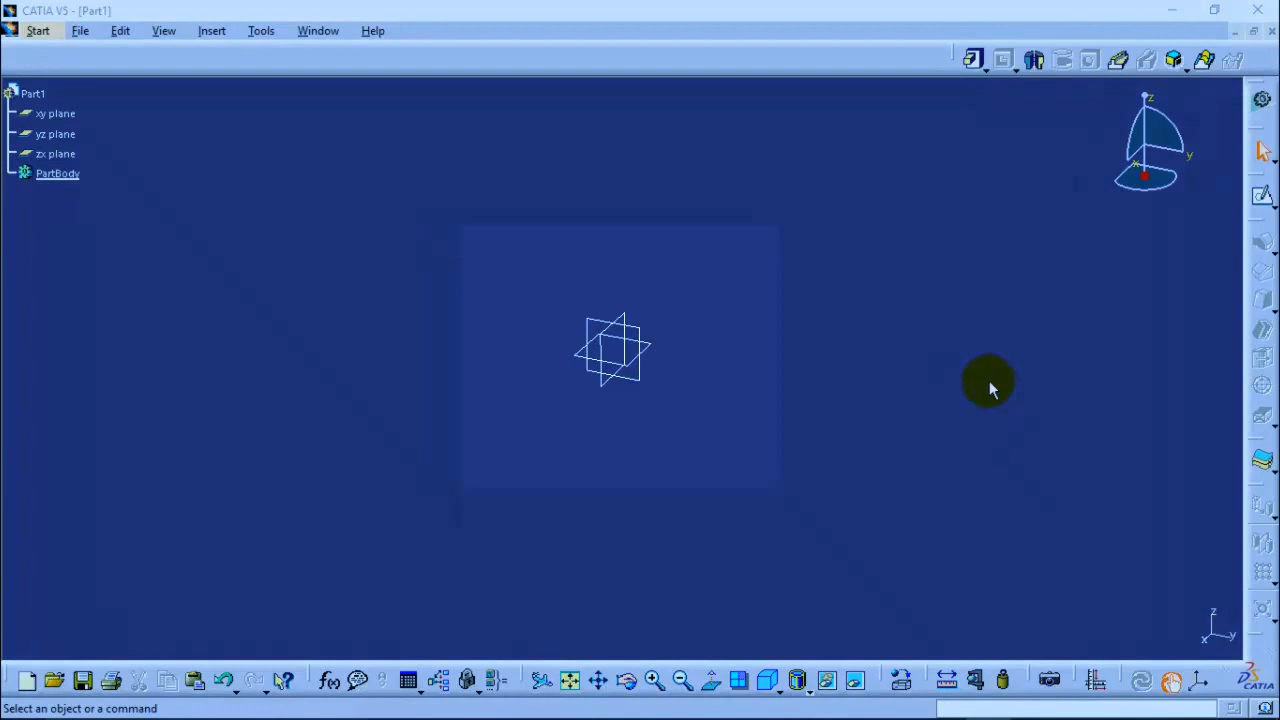 CATIA V5 - [Part1]
Start File Edit View Insert Tools Window Help
Part1
xy plane
yz plane
zx plane
PartBody
z
y
x
z
x y
f(x)
CATIA
Select an object or a command